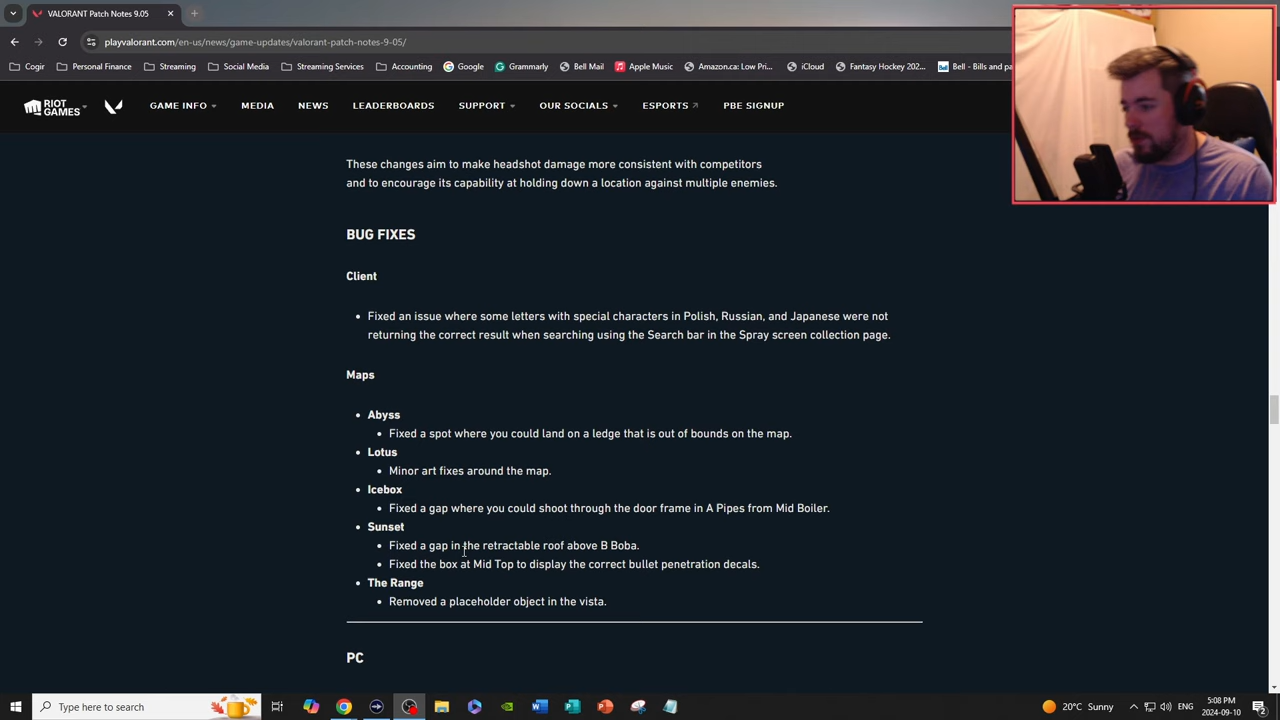 VALORANT Patch Notes 9.05
playvalorant.com/en-us/news/game-updates/valorant-patch-notes-9-05/
Cogir Personal Finance Streaming Social Media Streaming Services Accounting Google Grammarly Bell Mail Apple Music Amazon.ca: Low Pri... iCloud Fantasy Hockey 202... Bell - Bills and pa
RIOT GAMES GAME INFO MEDIA NEWS LEADERBOARDS SUPPORT OUR SOCIALS ESPORTS PBE SIGNUP
These changes aim to make headshot damage more consistent with competitors
and to encourage its capability at holding down a location against multiple enemies.
BUG FIXES
Client
• Fixed an issue where some letters with special characters in Polish, Russian, and Japanese were not
returning the correct result when searching using the Search bar in the Spray screen collection page.
Maps
• Abyss
• Fixed a spot where you could land on a ledge that is out of bounds on the map.
• Lotus
• Minor art fixes around the map.
• Icebox
• Fixed a gap where you could shoot through the door frame in A Pipes from Mid Boiler.
• Sunset
• Fixed a gap in the retractable roof above B Boba.
• Fixed the box at Mid Top to display the correct bullet penetration decals.
• The Range
• Removed a placeholder object in the vista.
PC
Type here to search
20°C Sunny ENG 5:08 PM
2024-09-10 2